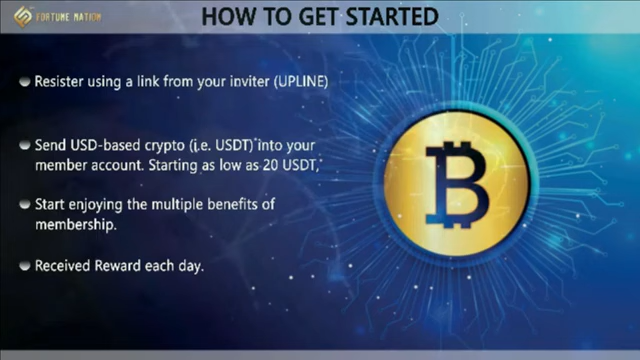 FORTUNE NATION
HOW TO GET STARTED
Resister using a link from your inviter (UPLINE)
Send USD-based crypto (i.e. USDT) into your
member account. Starting as low as 20 USDT,
Start enjoying the multiple benefits of
membership.
Received Reward each day.